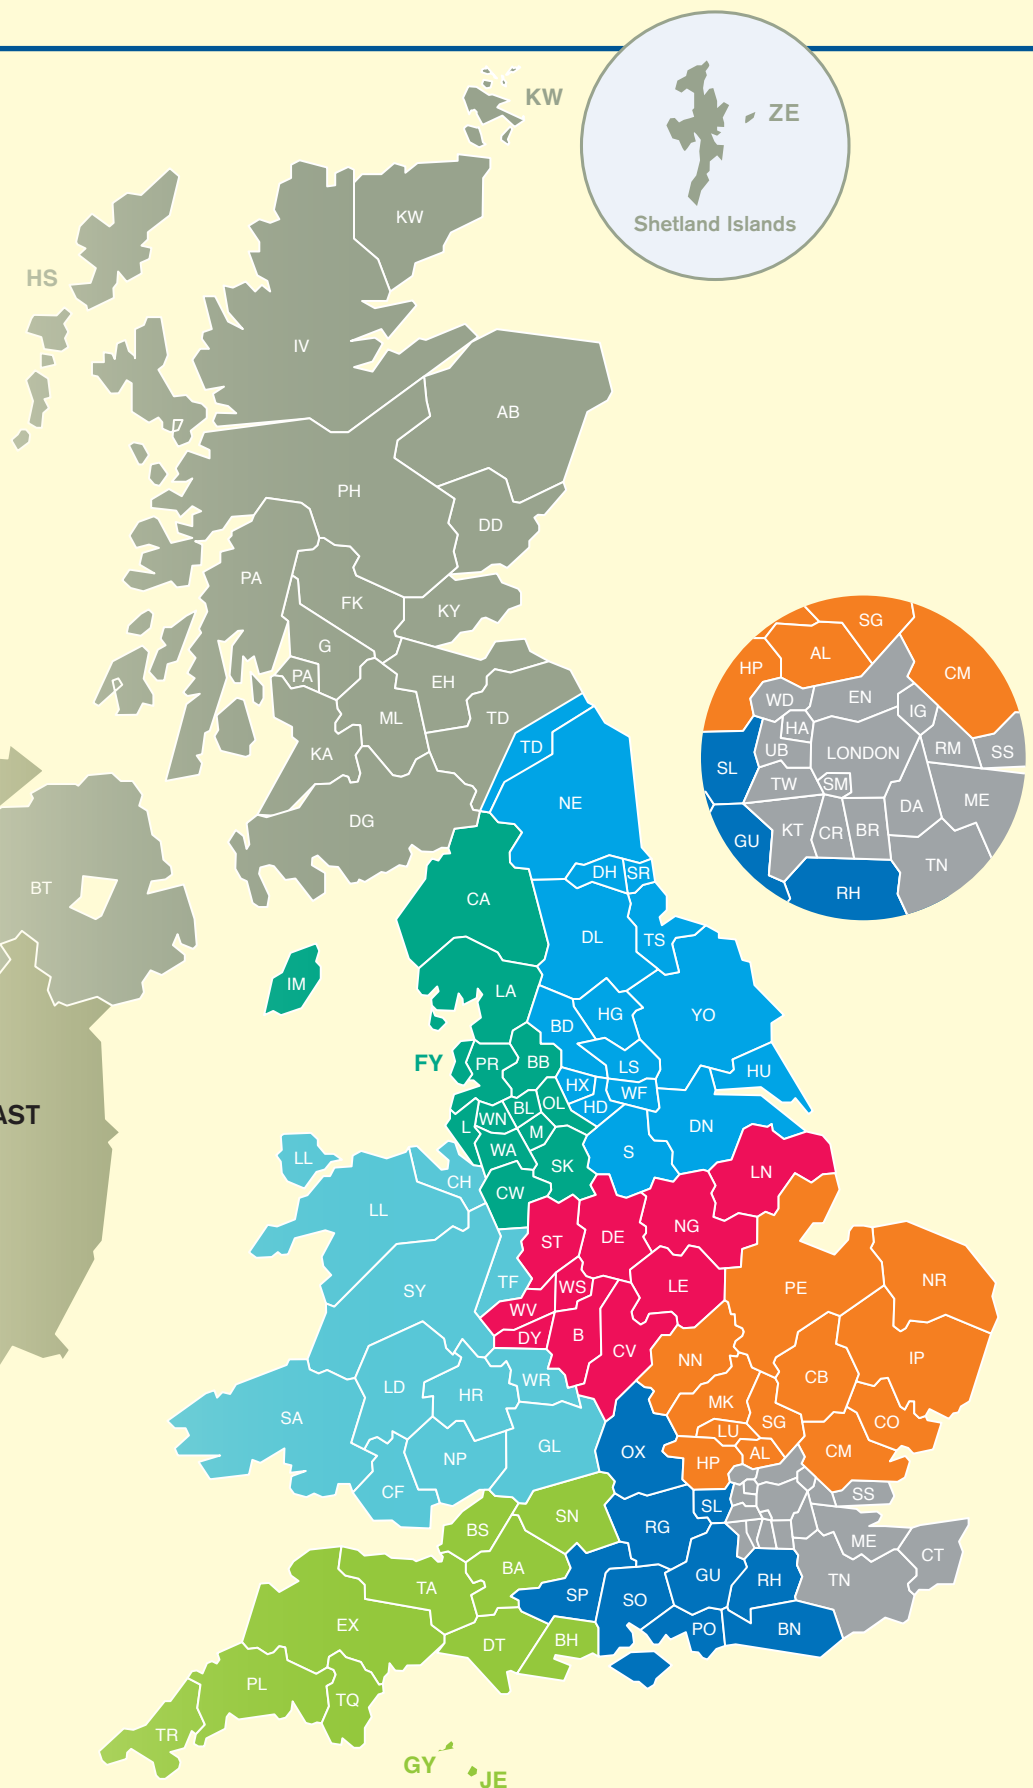 KW
ZE
Shetland Islands
KW
HS
IV
AB
PH
DD
PA
FK
KY
G
PA
EH
ML
TD
KA
TD
DG
NE
BT
CA
DH
SR
DL
TS
IM
LA
BD
HG
YO
FY
PR
BB
LS
HU
HX
WF
HD
AST
L
WN
BL
OL
M
DN
WA
SK
S
LL
CH
CW
LN
LL
ST
DE
NG
SY
TF
WS
LE
PE
NR
WV
DY
B
CV
NN
CB
IP
LD
HR
WR
MK
SG
CO
SA
LU
NP
GL
OX
HP
AL
CM
CF
SL
SS
BS
SN
RG
ME
CT
TA
BA
GU
RH
TN
SP
SO
EX
DT
BH
PO
BN
PL
TQ
TR
GY
JE
SG
AL
HP
CM
WD
EN
IG
HA
UB
LONDON
RM
SS
SL
TW
SM
DA
ME
GU
KT
CR
BR
TN
RH